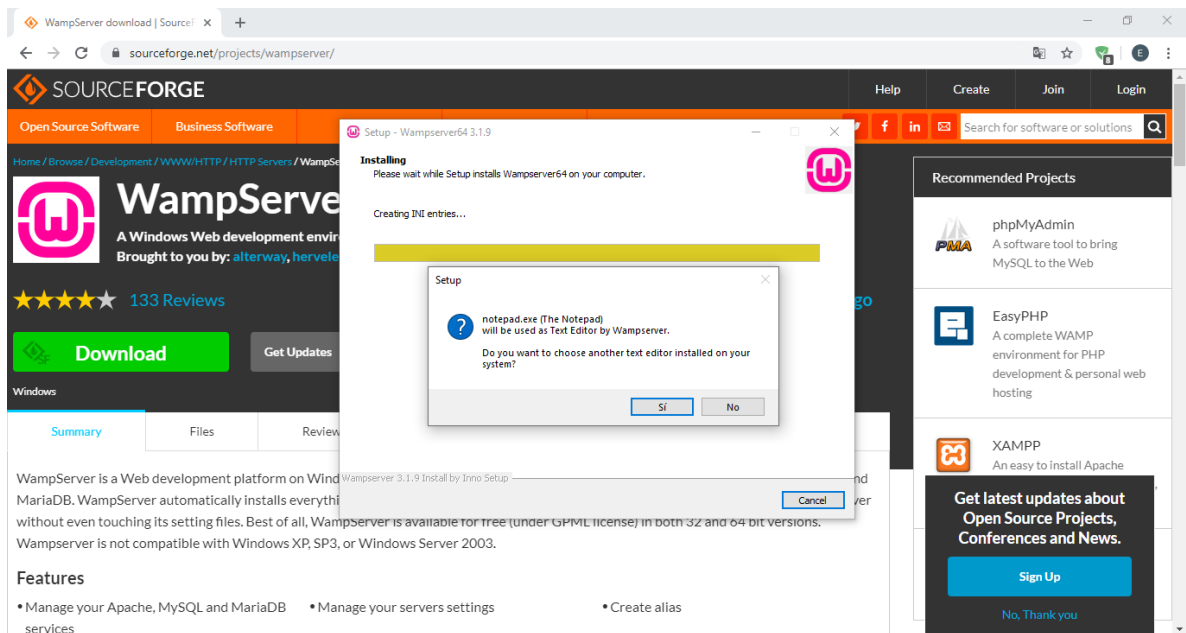 WampServer download | Source
sourceforge.net/projects/wampserver/
8
E
SOURCEFORGE
Help
Create
Join
Login
Open Source Software
Business Software
f
in
Search for software or solutions
Home / Browse / Development / WWW/HTTP / HTTP Servers / WampSe
WampServe
A Windows Web development envir
Brought to you by: alterway, hervele
133 Reviews
go
SF
Download
Get Updates
Windows
Summary
Files
Review
WampServer is a Web development platform on Wind
nd
MariaDB. WampServer automatically installs everythi
ver
without even touching its setting files. Best of all, WampServer is available for free (under GPML license) in both 32 and 64 bit versions.
Wampserver is not compatible with Windows XP, SP3, or Windows Server 2003.
Features
• Manage your Apache, MySQL and MariaDB
services
• Manage your servers settings
• Create alias
Setup - Wampserver64 3.1.9
Installing
Please wait while Setup installs Wampserver64 on your computer.
Creating INI entries...
Setup
notepad.exe (The Notepad)
will be used as Text Editor by Wampserver.
Do you want to choose another text editor installed on your
system?
Sí
No
Wampserver 3.1.9 Install by Inno Setup
Cancel
Recommended Projects
PMA
phpMyAdmin
A software tool to bring
MySQL to the Web
EasyPHP
A complete WAMP
environment for PHP
development & personal web
hosting
XAMPP
An easy to install Apache
Get latest updates about
Open Source Projects,
Conferences and News.
Sign Up
No, Thank you